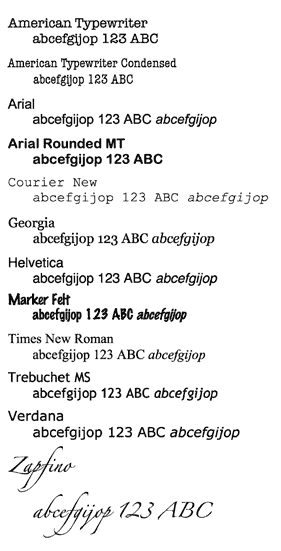 American Typewriter
abcefgijop 123 ABC
American Typewriter Condensed
abcefgijop 123 ABC
Arial
abcefgijop 123 ABC abcefgijop
Arial Rounded MT
abcefgijop 123 ABC
Courier New
abcefgijop 123 ABC abcefgijop
Georgia
abcefgijop 123 ABC abcefgijop
Helvetica
abcefgijop 123 ABC abcefgijop
Marker Felt
abcefgijop 123 ABC abcefgijop
Times New Roman
abcefgijop 123 ABC abcefgijop
Trebuchet MS
abcefgijop 123 ABC abcefgijop
Verdana
abcefgijop 123 ABC abcefgijop
Zapfino
abcefgijop 123 ABC